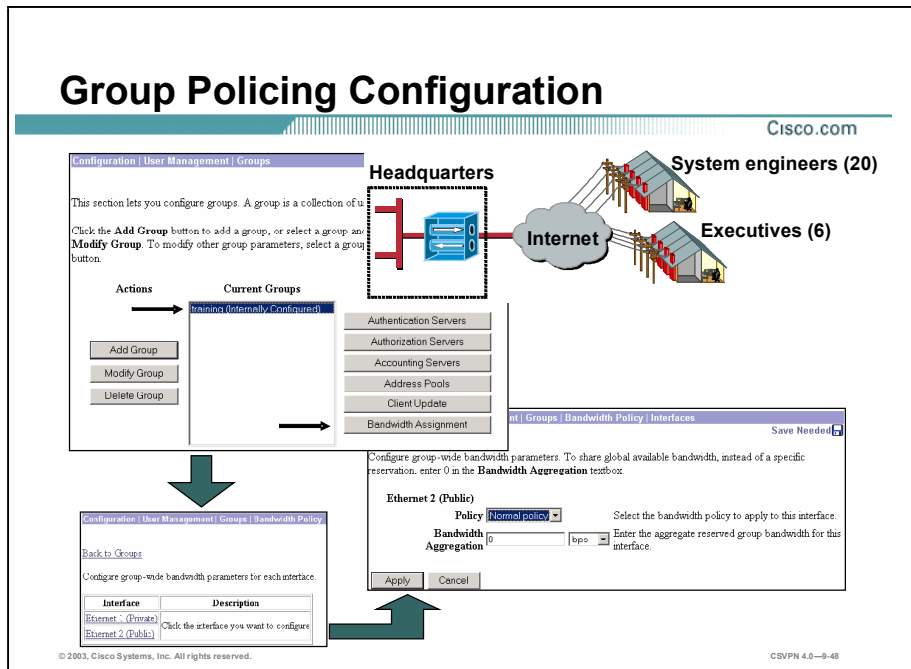 Group Policing Configuration
Cisco.com
Configuration | User Management | Groups
This section lets you configure groups. A group is a collection of u
Click the Add Group button to add a group, or select a group and
Modify Group. To modify other group parameters, select a group
button.
Actions
Current Groups
training (Internally Configured)
Add Group
Modify Group
Delete Group
Authentication Servers
Authorization Servers
Accounting Servers
Address Pools
Client Update
Bandwidth Assignment
Headquarters
Internet
System engineers (20)
Executives (6)
Configuration | User Management | Groups | Bandwidth Policy
Back to Groups
Configure group-wide bandwidth parameters for each interface.
Interface
Description
Ethernet 1 (Private)
Ethernet 2 (Public)
Click the interface you want to configure
nt | Groups | Bandwidth Policy | Interfaces
Save Needed
Configure group-wide bandwidth parameters. To share global available bandwidth, instead of a specific
reservation, enter 0 in the Bandwidth Aggregation textbox.
Ethernet 2 (Public)
Policy
Normal policy
Select the bandwidth policy to apply to this interface.
Bandwidth
Aggregation
0
bps
Enter the aggregate reserved group bandwidth for this
interface.
Apply
Cancel
© 2003, Cisco Systems, Inc. All rights reserved.
CSVPN 4.0—9-48